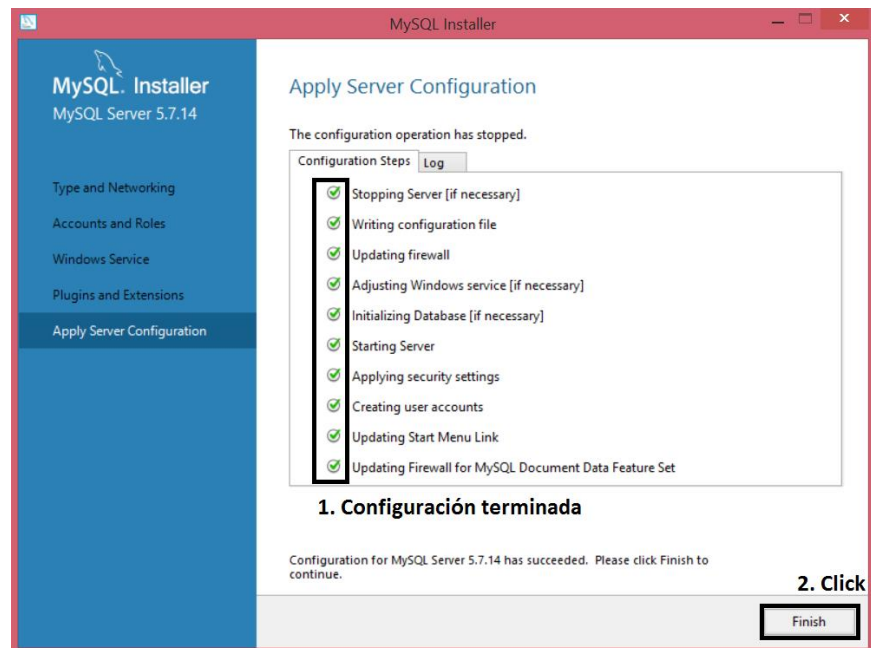 MySQL Installer
MySQL. Installer
MySQL Server 5.7.14
Type and Networking
Accounts and Roles
Windows Service
Plugins and Extensions
Apply Server Configuration
Apply Server Configuration
The configuration operation has stopped.
Configuration Steps
Log
Stopping Server [if necessary]
Writing configuration file
Updating firewall
Adjusting Windows service [if necessary]
Initializing Database [if necessary]
Starting Server
Applying security settings
Creating user accounts
Updating Start Menu Link
Updating Firewall for MySQL Document Data Feature Set
1. Configuración terminada
Configuration for MySQL Server 5.7.14 has succeeded. Please click Finish to
continue.
2. Click
Finish